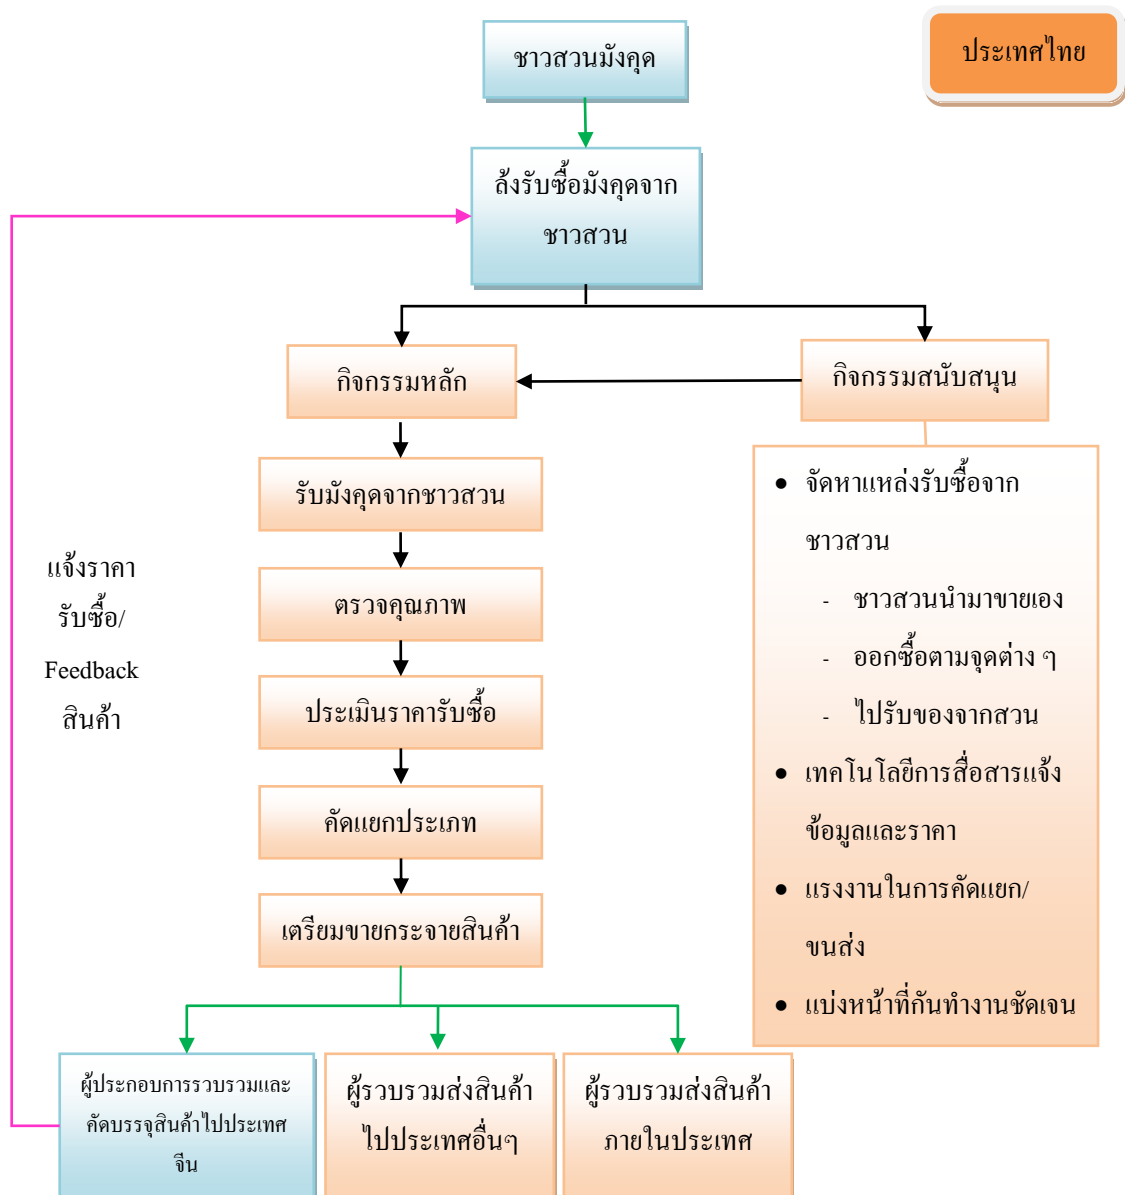 ประเทศไทย
ชาวสวนมังคุด
ล้งรับซื้อมังคุดจาก
ชาวสวน
กิจกรรมหลัก
กิจกรรมสนับสนุน
รับมังคุดจากชาวสวน
ตรวจคุณภาพ
ประเมินราคารับซื้อ
คัดแยกประเภท
เตรียมขายกระจายสินค้า
• จัดหาแหล่งรับซื้อจาก
ชาวสวน
- ชาวสวนนำมาขายเอง
- ออกซื้อตามจุดต่าง ๆ
- ไปรับของจากสวน
• เทคโนโลยีการสื่อสารแจ้ง
ข้อมูลและราคา
• แรงงานในการคัดแยก/
ขนส่ง
• แบ่งหน้าที่กันทำงานชัดเจน
แจ้งราคา
รับซื้อ/
Feedback
สินค้า
ผู้ประกอบการรวบรวมและ
คัดบรรจุสินค้าไปประเทศ
จีน
ผู้รวบรวมส่งสินค้า
ไปประเทศอื่นๆ
ผู้รวบรวมส่งสินค้า
ภายในประเทศ